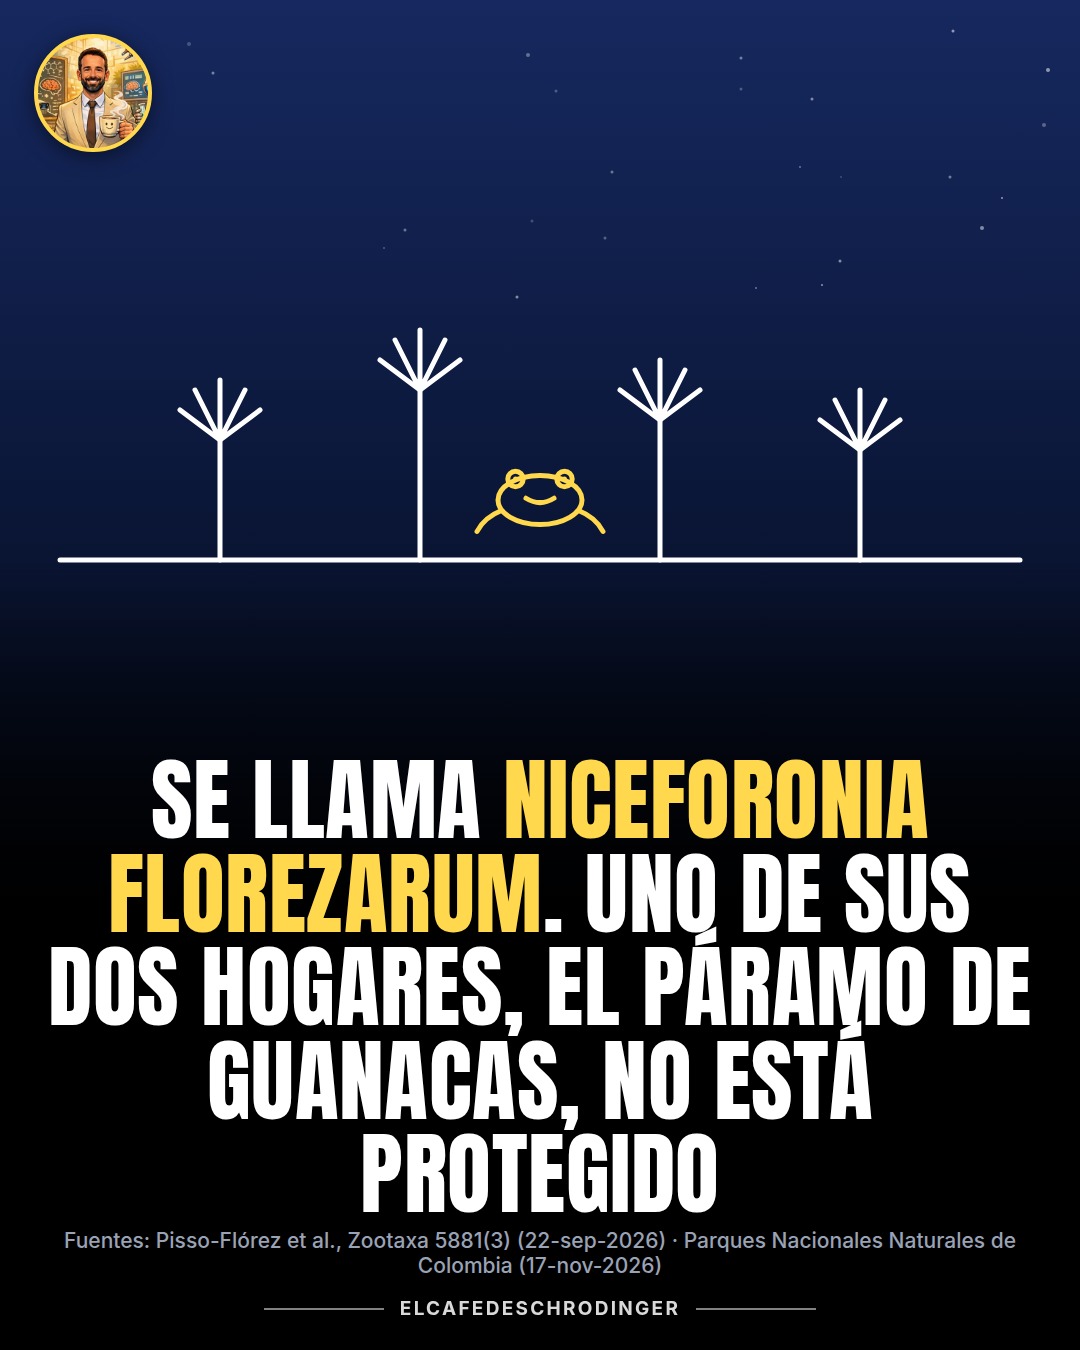 SE LLAMA NICEFORONIA
FLOREZARUM. UNO DE SUS
DOS HOGARES, EL PÁRAMO DE
GUANACAS, NO ESTÁ
PROTEGIDO
Fuentes: Pisso-Flórez et al., Zootaxa 5881(3) (22-sep-2026) · Parques Nacionales Naturales de
Colombia (17-nov-2026)
ELCAFEDESCHRODINGER